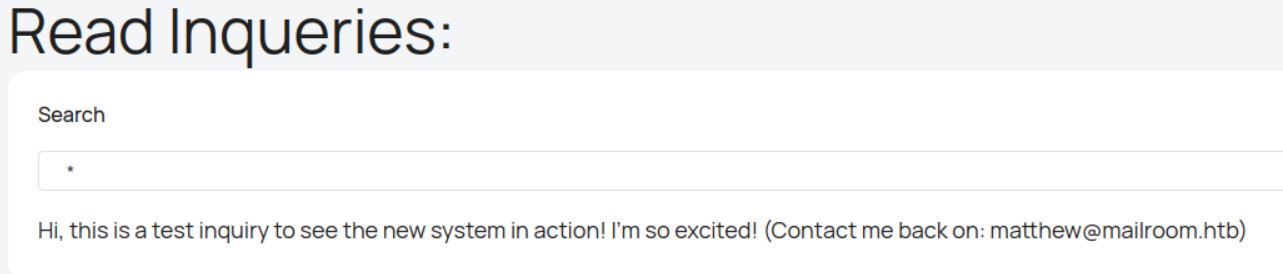 Read Inqueries:
Search
*
Hi, this is a test inquiry to see the new system in action! I'm so excited! (Contact me back on: matthew@mailroom.htb)